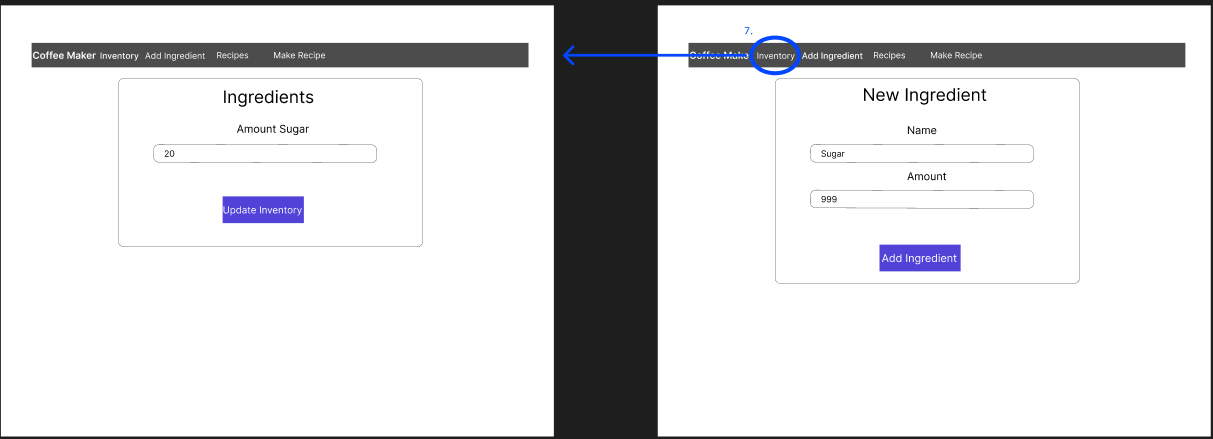 Coffee Maker Inventory Add Ingredient Recipes Make Recipe
Ingredients
Amount Sugar
20
Update Inventory
7.
Coffee Make Inventory Add Ingredient Recipes Make Recipe
New Ingredient
Name
Sugar
Amount
999
Add Ingredient